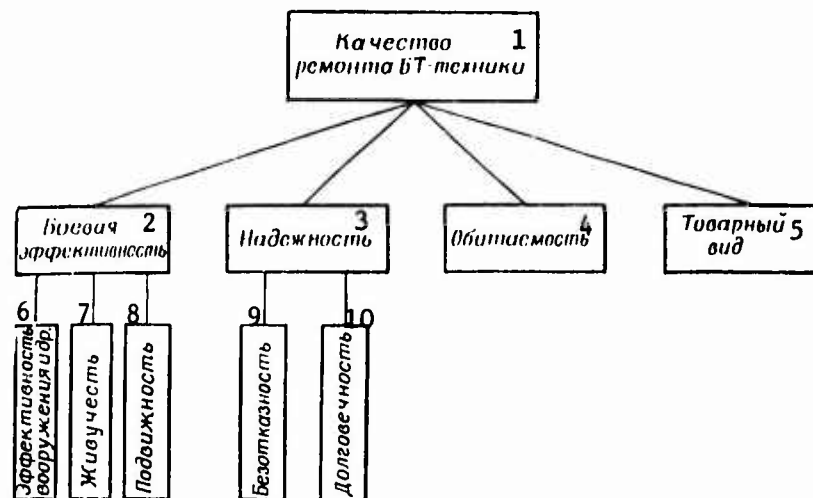 Качество 1
ремонта БТ-техники
Боевая 2
эффективность
Надежность 3
Обитаемость 4
Товарный 5
вид
6
Эффективность
вооружения и др.
7
Живучесть
8
Подвижность
9
Безотказность
10
Долговечность